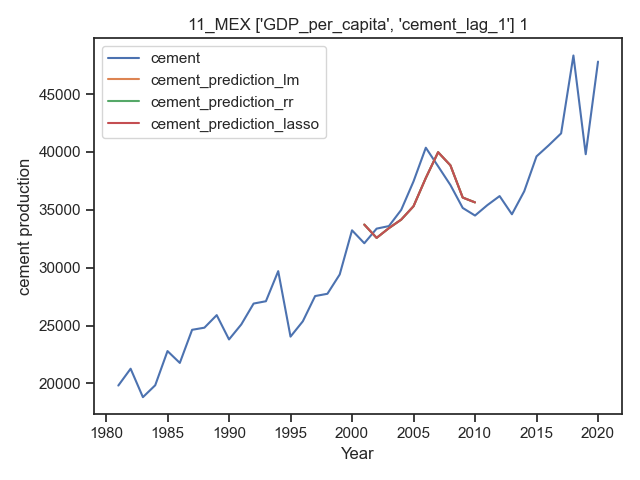 11_MEX ['GDP_per_capita', 'cement_lag_1'] 1
cement
cement_prediction_lm
cement_prediction_rr
cement_prediction_lasso
cement production
45000
40000
35000
30000
25000
20000
1980 1985 1990 1995 2000 2005 2010 2015 2020
Year